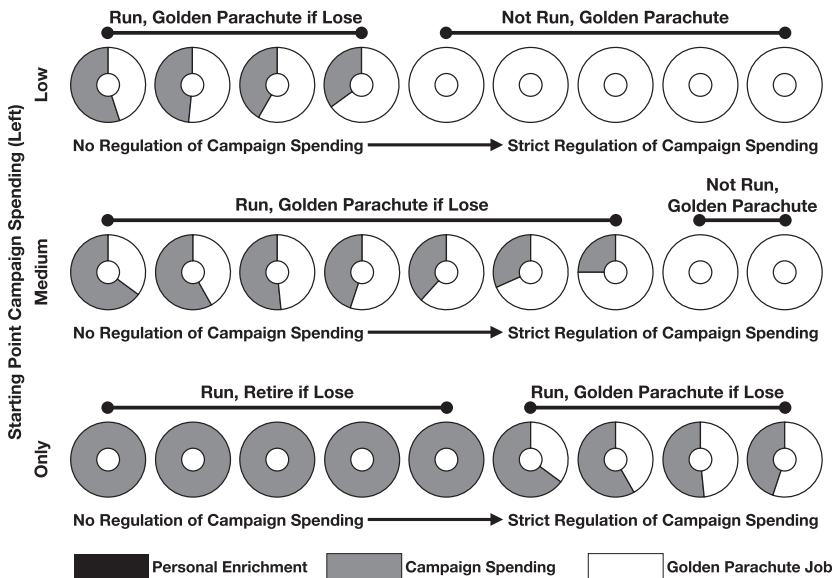 Starting Point Campaign Spending (Left)
Low
Run, Golden Parachute if Lose
Not Run, Golden Parachute
No Regulation of Campaign Spending
Strict Regulation of Campaign Spending
Medium
Run, Golden Parachute if Lose
Not Run,
Golden Parachute
No Regulation of Campaign Spending
Strict Regulation of Campaign Spending
Only
Run, Retire if Lose
Run, Golden Parachute if Lose
No Regulation of Campaign Spending
Strict Regulation of Campaign Spending
Personal Enrichment
Campaign Spending
Golden Parachute Job